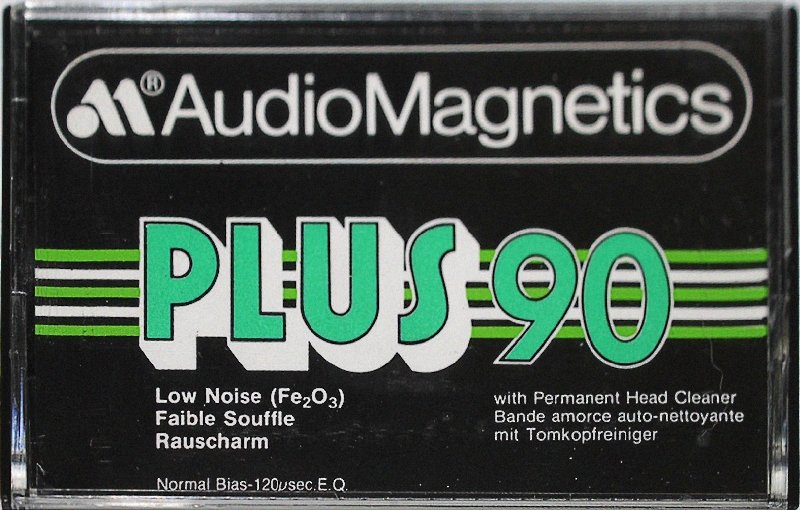 ® AudioMagnetics
PLUS 90
Low Noise (Fe₂O₃)
Faible Souffle
Rauscharm
with Permanent Head Cleaner
Bande amorce auto-nettoyante
mit Tomkopfreiniger
Normal Bias-120μsec.E.Q.